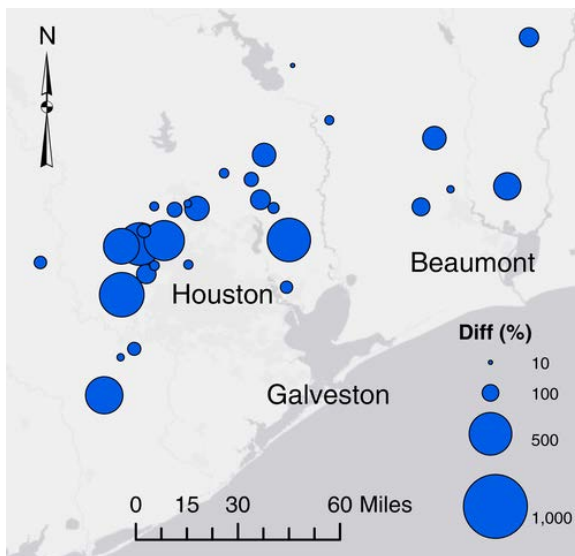 N
Beaumont
Houston
Diff (%)
10
Galveston
100
500
0 15 30 60 Miles
1,000